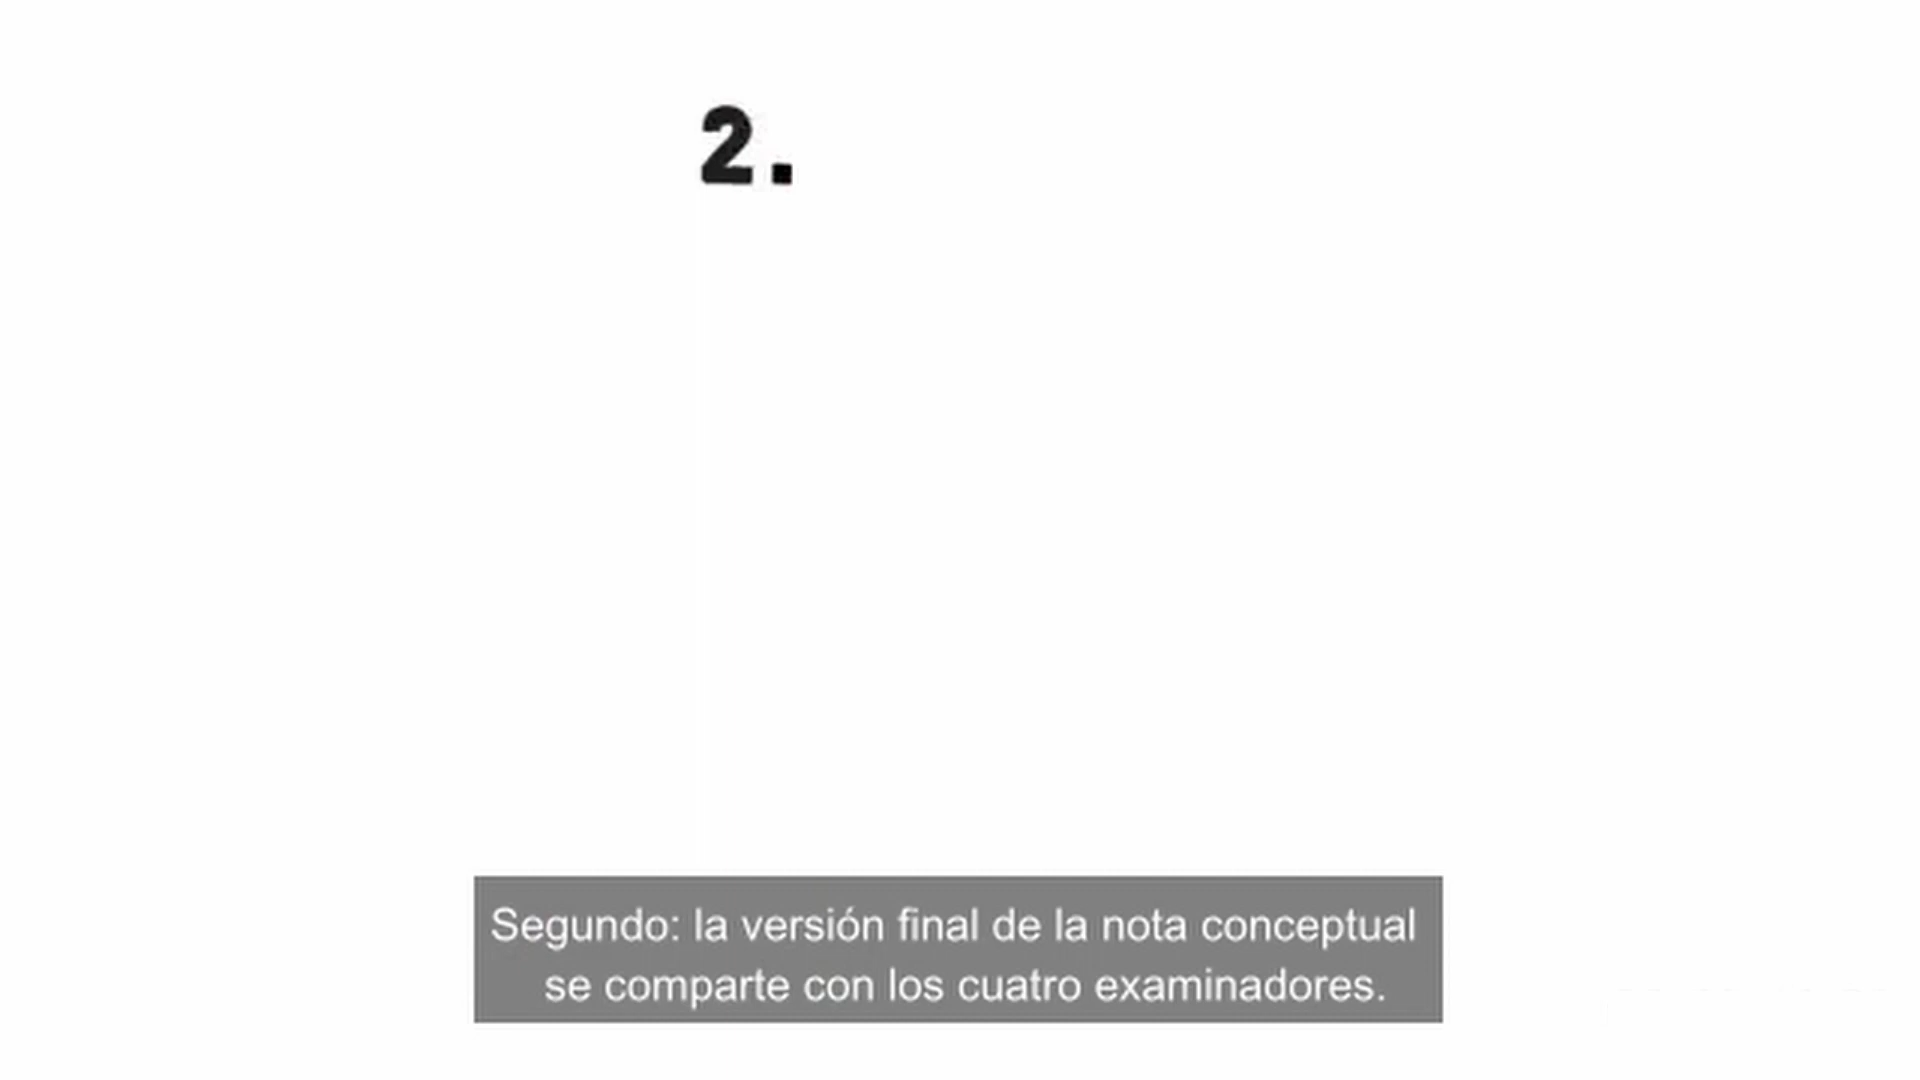 2.
Segundo: la versión final de la nota conceptual
se comparte con los cuatro examinadores.